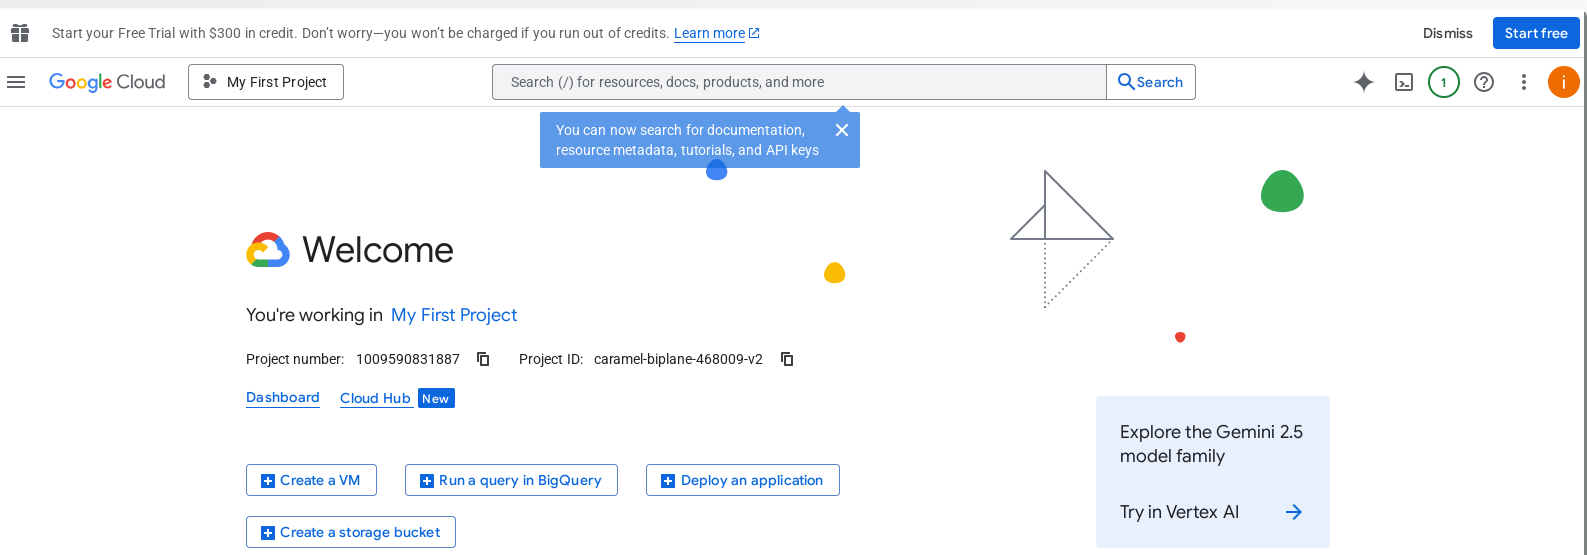 Start your Free Trial with $300 in credit. Don't worry—you won't be charged if you run out of credits. Learn more
Dismiss
Start free
Google Cloud
My First Project
Search (/) for resources, docs, products, and more
Search
1
i
You can now search for documentation,
resource metadata, tutorials, and API keys
Welcome
You're working in My First Project
Project number: 1009590831887
Project ID: caramel-biplane-468009-v2
Dashboard
Cloud Hub New
Create a VM
Run a query in BigQuery
Deploy an application
Create a storage bucket
Explore the Gemini 2.5
model family
Try in Vertex AI